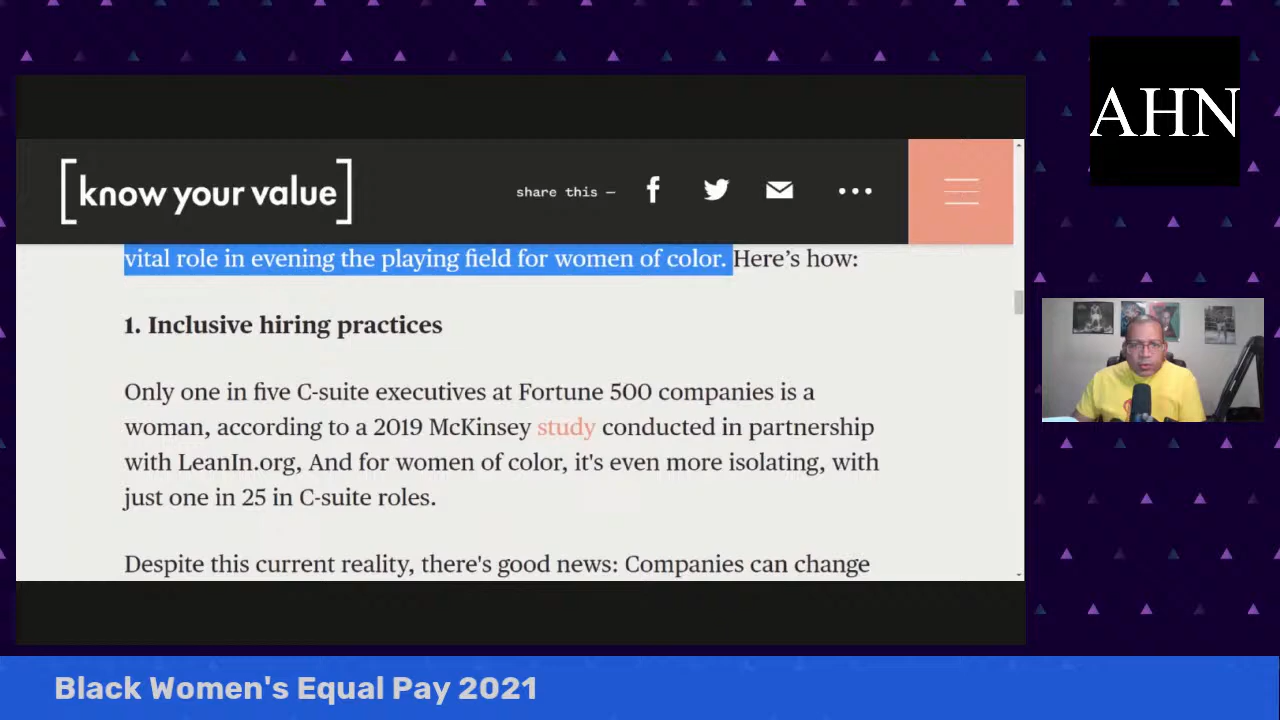 AHN
[know your value]
share this —
vital role in evening the playing field for women of color. Here’s how:
1. Inclusive hiring practices
Only one in five C-suite executives at Fortune 500 companies is a
woman, according to a 2019 McKinsey study conducted in partnership
with LeanIn.org, And for women of color, it's even more isolating, with
just one in 25 in C-suite roles.
Despite this current reality, there's good news: Companies can change
Black Women's Equal Pay 2021